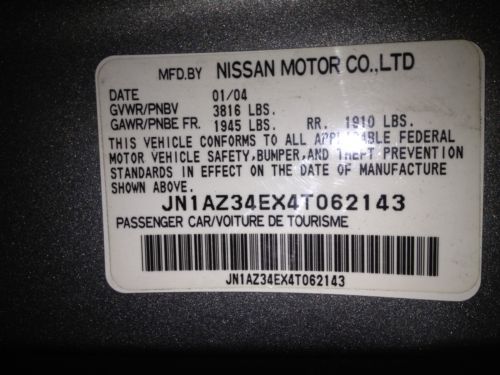 MFD.BY NISSAN MOTOR CO.,LTD
DATE 01/04
GVWR/PNBV 3816 LBS.
GAWR/PNBE FR. 1945 LBS. RR. 1910 LBS.
THIS VEHICLE CONFORMS TO ALL APPLICABLE FEDERAL
MOTOR VEHICLE SAFETY, BUMPER, AND THEFT PREVENTION
STANDARDS IN EFFECT ON THE DATE OF MANUFACTURE
SHOWN ABOVE.
JN1AZ34EX4T062143
PASSENGER CAR/VOITURE DE TOURISME
JN1AZ34EX4T062143